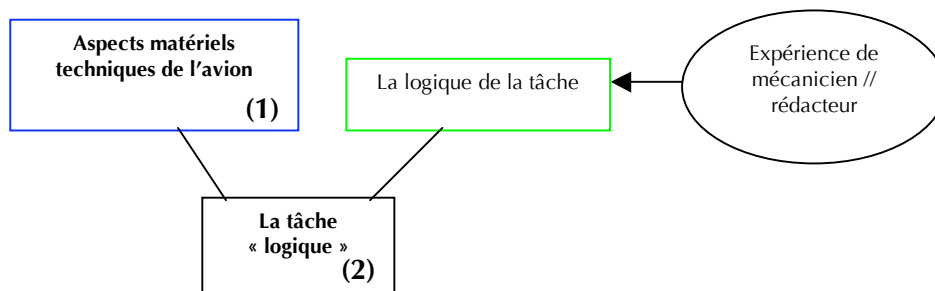 Aspects matériels
techniques de l'avion
(1)
La logique de la tâche
Expérience de
mécanicien //
rédacteur
La tâche
« logique »
(2)